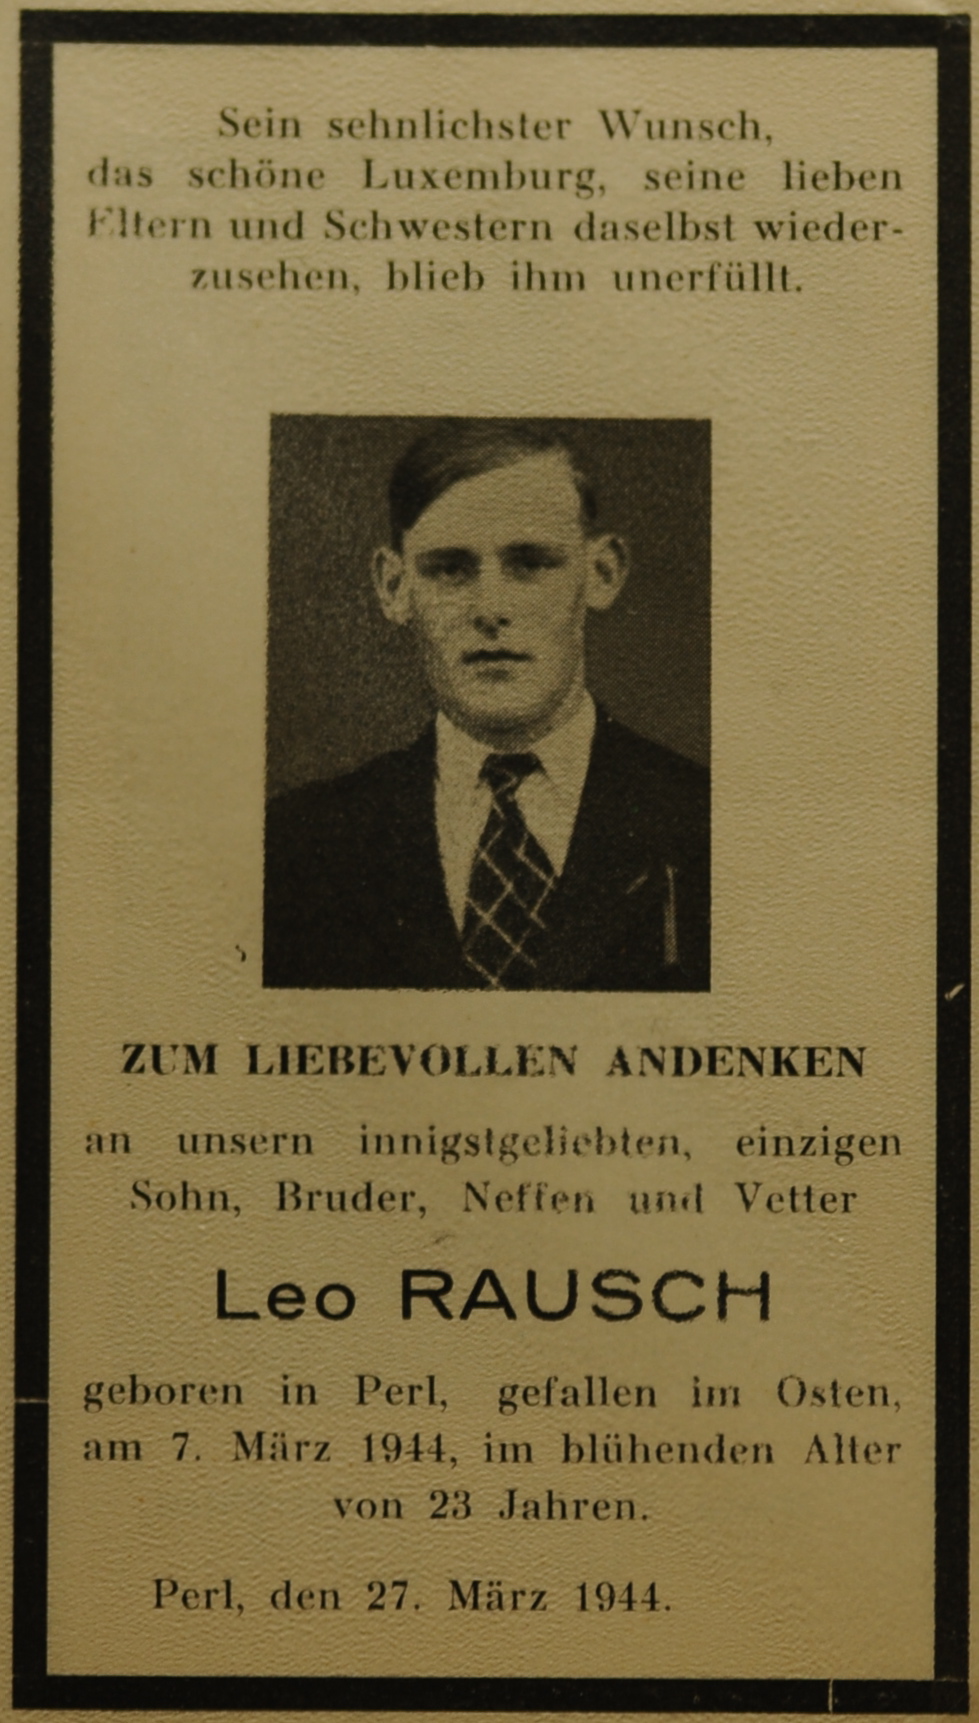 Sein sehnlichster Wunsch,
das schöne Luxemburg, seine lieben
Eltern und Schwestern daselbst wieder-
zusehen, blieb ihm unerfüllt.
ZUM LIEBEVOLLEN ANDENKEN
an unsern innigstgeliebten, einzigen
Sohn, Bruder, Neffen und Vetter
Leo RAUSCH
geboren in Perl, gefallen im Osten,
am 7. März 1944, im blühenden Alter
von 23 Jahren.
Perl, den 27. März 1944.